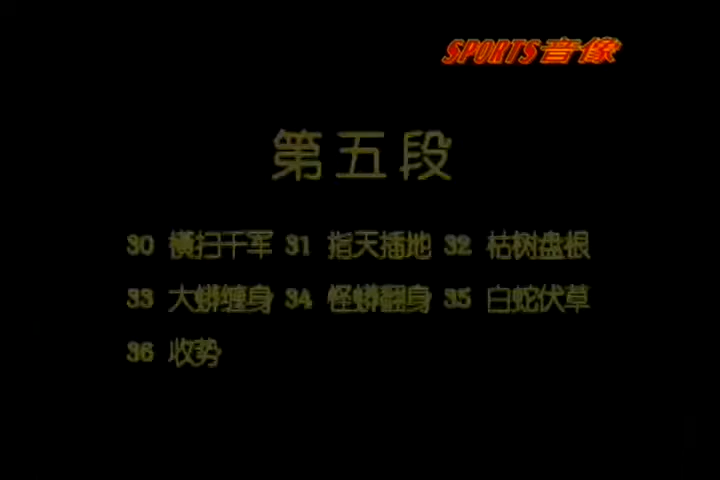 SPORTS音像
第五段
30 横扫千军 31 指天插地 32 枯树盘根
33 大蟒缠身 34 怪蟒翻身 35 白蛇伏草
36 收势